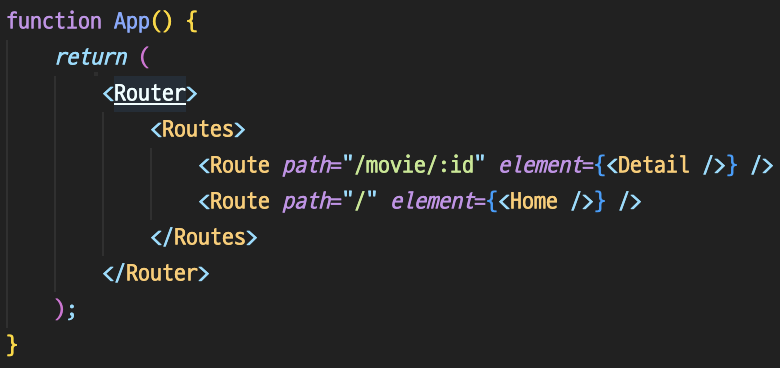 function App() {
return (
<Router>
<Routes>
<Route path="/movie/:id" element={<Detail />} />
<Route path="/" element={<Home />} />
</Routes>
</Router>
);
}